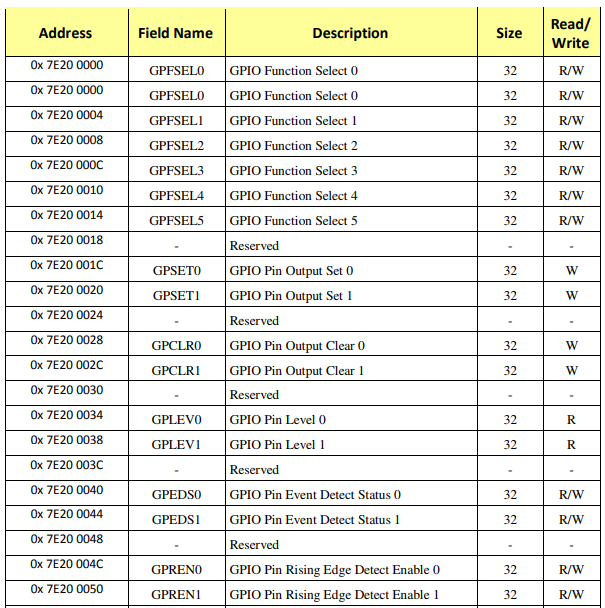 Address Field Name Description Size Read/ Write
0x 7E20 0000 GPFSEL0 GPIO Function Select 0 32 R/W
0x 7E20 0000 GPFSEL0 GPIO Function Select 0 32 R/W
0x 7E20 0004 GPFSEL1 GPIO Function Select 1 32 R/W
0x 7E20 0008 GPFSEL2 GPIO Function Select 2 32 R/W
0x 7E20 000C GPFSEL3 GPIO Function Select 3 32 R/W
0x 7E20 0010 GPFSEL4 GPIO Function Select 4 32 R/W
0x 7E20 0014 GPFSEL5 GPIO Function Select 5 32 R/W
0x 7E20 0018 - Reserved - -
0x 7E20 001C GPSET0 GPIO Pin Output Set 0 32 W
0x 7E20 0020 GPSET1 GPIO Pin Output Set 1 32 W
0x 7E20 0024 - Reserved - -
0x 7E20 0028 GPCLR0 GPIO Pin Output Clear 0 32 W
0x 7E20 002C GPCLR1 GPIO Pin Output Clear 1 32 W
0x 7E20 0030 - Reserved - -
0x 7E20 0034 GPLEV0 GPIO Pin Level 0 32 R
0x 7E20 0038 GPLEV1 GPIO Pin Level 1 32 R
0x 7E20 003C - Reserved - -
0x 7E20 0040 GPEDS0 GPIO Pin Event Detect Status 0 32 R/W
0x 7E20 0044 GPEDS1 GPIO Pin Event Detect Status 1 32 R/W
0x 7E20 0048 - Reserved - -
0x 7E20 004C GPREN0 GPIO Pin Rising Edge Detect Enable 0 32 R/W
0x 7E20 0050 GPREN1 GPIO Pin Rising Edge Detect Enable 1 32 R/W